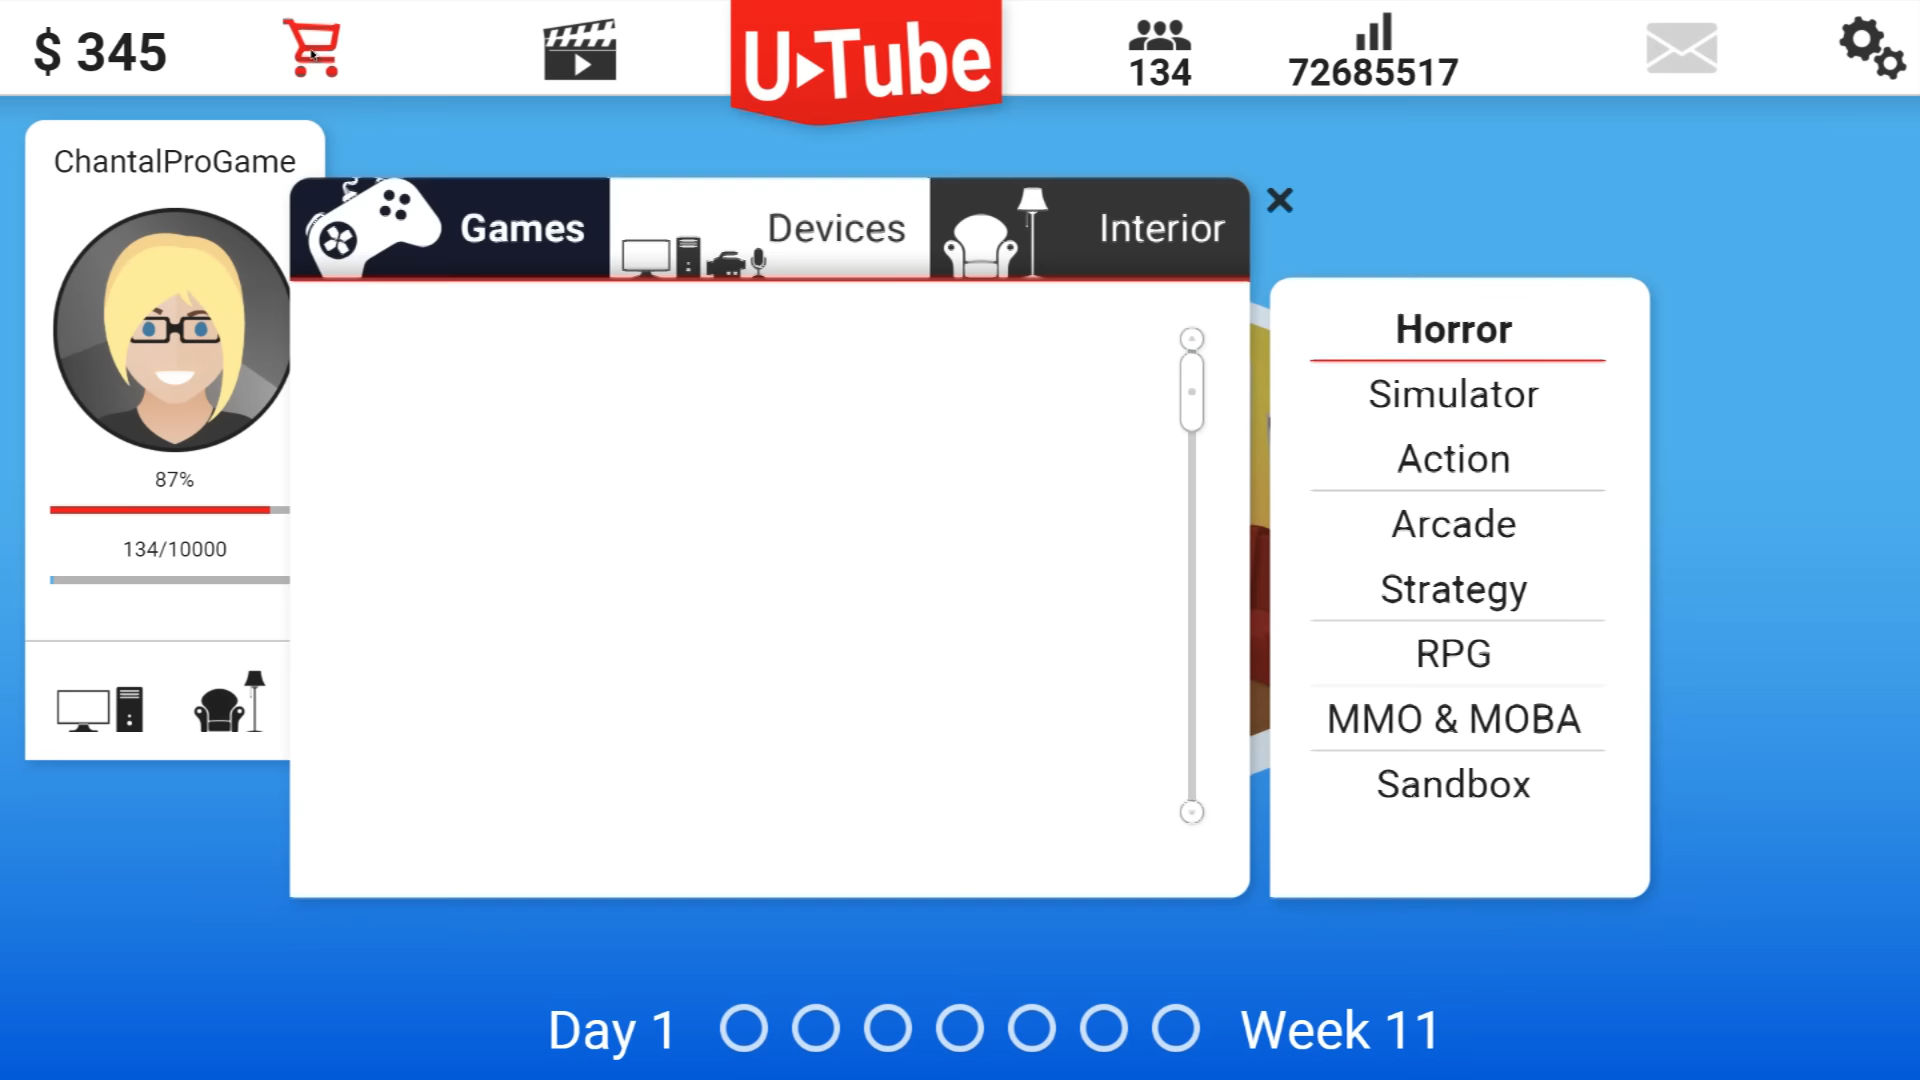 $ 345
U Tube
134
72685517
ChantalProGame
87%
134/10000
Games
Devices
Interior
Horror
Simulator
Action
Arcade
Strategy
RPG
MMO & MOBA
Sandbox
Day 1
Week 11